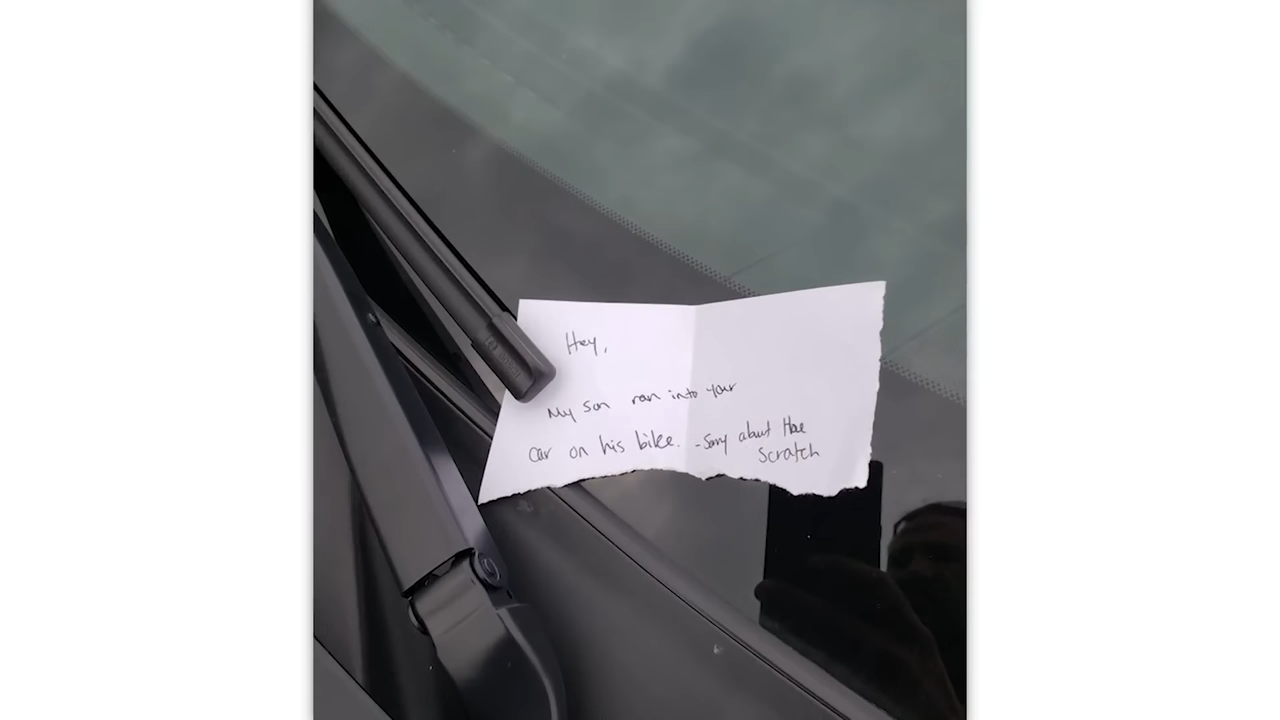 Hey,
My son ran into your
car on his bike. - Sorry about the
scratch